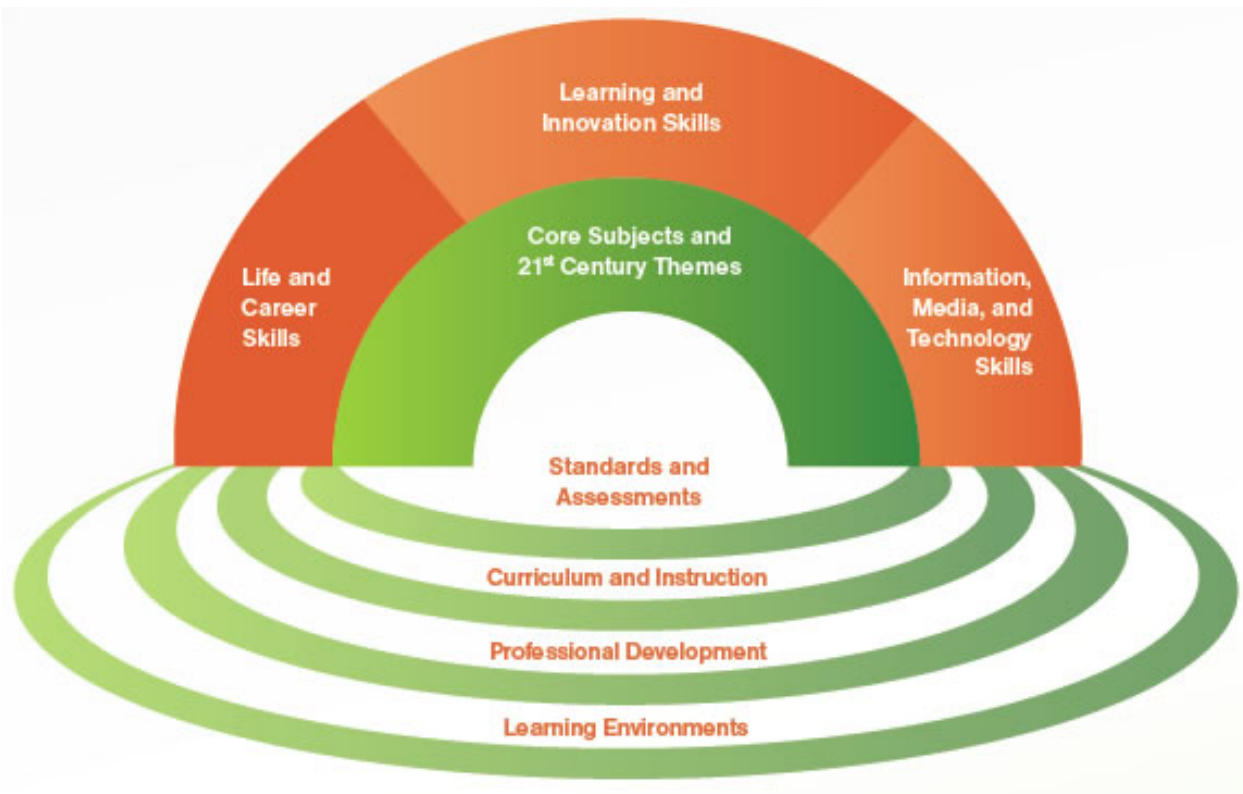 Learning and
Innovation Skills
Core Subjects and
21st Century Themes
Life and
Career
Skills
Information,
Media, and
Technology
Skills
Standards and
Assessments
Curriculum and Instruction
Professional Development
Learning Environments